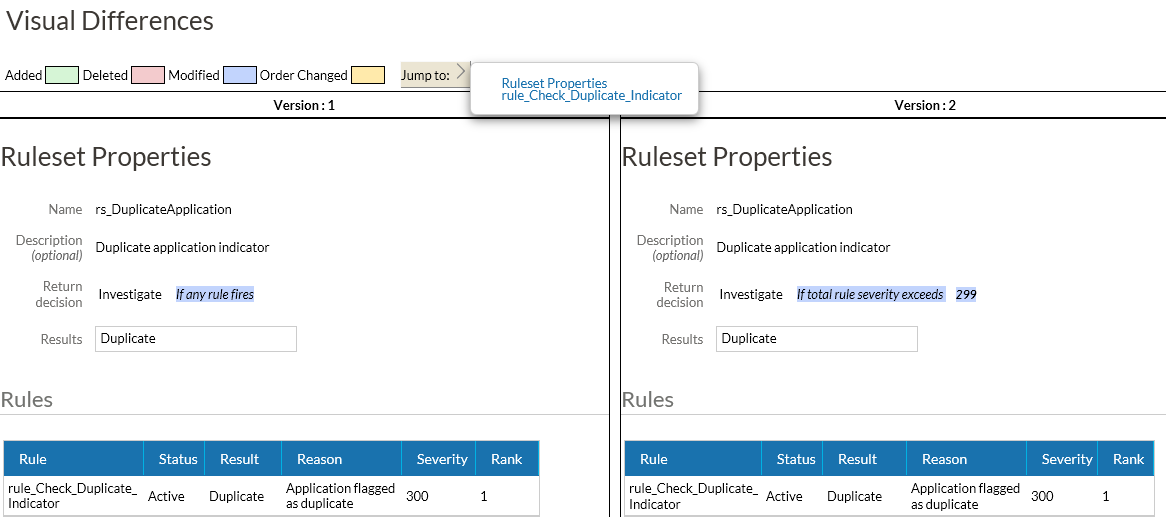 Visual Differences
Added Deleted Modified Order Changed Jump to:
Ruleset Properties
rule_Check_Duplicate_Indicator
Version : 1
Version : 2
Ruleset Properties
Name rs_DuplicateApplication
Description
(optional)
Duplicate application indicator
Return
decision
Investigate If any rule fires
Results Duplicate
Rules
Rule Status Result Reason Severity Rank
rule_Check_Duplicate_
Indicator
Active Duplicate
Application flagged
as duplicate
300 1
Ruleset Properties
Name rs_DuplicateApplication
Description
(optional)
Duplicate application indicator
Return
decision
Investigate If total rule severity exceeds 299
Results Duplicate
Rules
Rule Status Result Reason Severity Rank
rule_Check_Duplicate_
Indicator
Active Duplicate
Application flagged
as duplicate
300 1